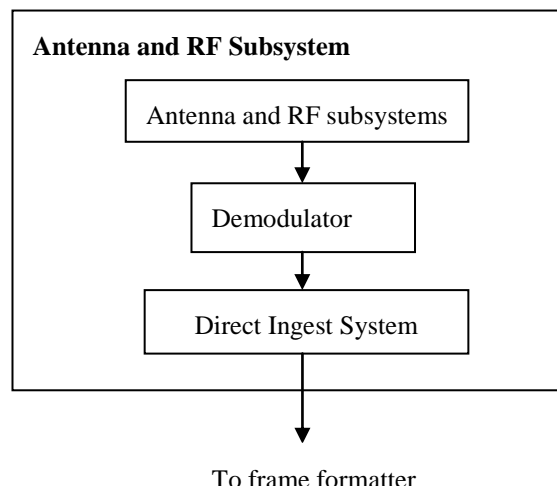 Antenna and RF Subsystem
Antenna and RF subsystems
Demodulator
Direct Ingest System
To frame formatter